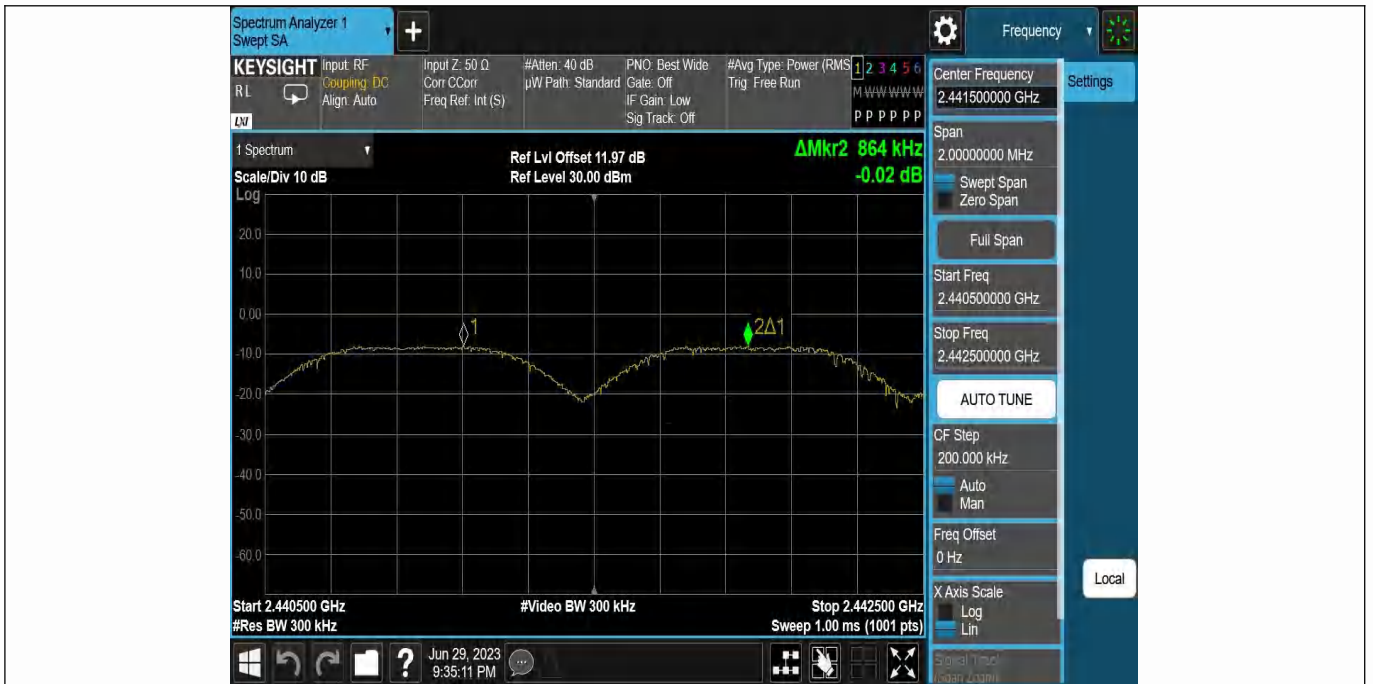 Spectrum Analyzer 1
Swept SA
+
Frequency
KEYSIGHT
RL
LXI
Input: RF
Coupling: DC
Align: Auto
Input Z: 50 Ω
Corr CCorr
Freq Ref: Int (S)
#Atten: 40 dB
µW Path: Standard
PNO: Best Wide
Gate: Off
IF Gain: Low
Sig Track: Off
#Avg Type: Power (RMS
Trig: Free Run
1 2 3 4 5 6
M W W W W W
P P P P P P
1 Spectrum
Scale/Div 10 dB
Log
Ref Lvl Offset 11.97 dB
Ref Level 30.00 dBm
ΔMkr2 864 kHz
-0.02 dB
20.0
10.0
0.00
-10.0
-20.0
-30.0
-40.0
-50.0
-60.0
1
2Δ1
Start 2.440500 GHz
#Res BW 300 kHz
#Video BW 300 kHz
Stop 2.442500 GHz
Sweep 1.00 ms (1001 pts)
Center Frequency
2.441500000 GHz
Settings
Span
2.00000000 MHz
Swept Span
Zero Span
Full Span
Start Freq
2.440500000 GHz
Stop Freq
2.442500000 GHz
AUTO TUNE
CF Step
200.000 kHz
Auto
Man
Freq Offset
0 Hz
X Axis Scale
Log
Lin
Local
Signal Track
(Span Zoom)
?
Jun 29, 2023
9:35:11 PM